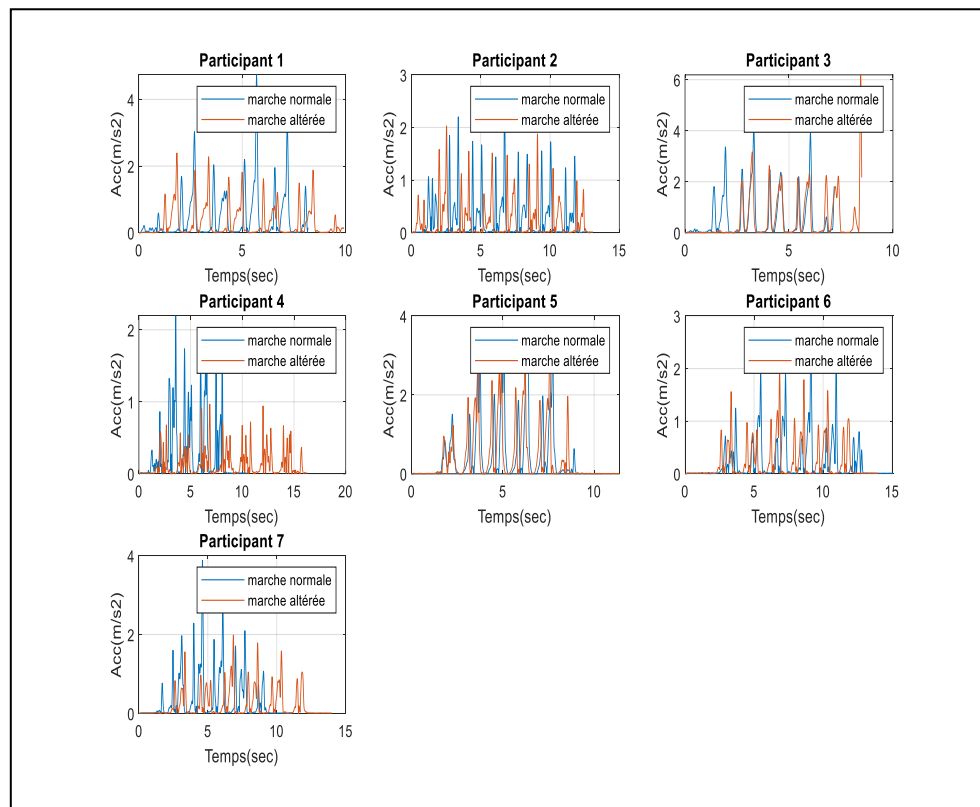 Participant 1
Acc(m/s2)
4
2
0
marche normale
marche altérée
0 5 10
Temps(sec)
Participant 2
Acc(m/s2)
3
2
1
0
marche normale
marche altérée
0 5 10 15
Temps(sec)
Participant 3
Acc(m/s2)
6
4
2
0
marche normale
marche altérée
0 5 10
Temps(sec)
Participant 4
Acc(m/s2)
2
1
0
marche normale
marche altérée
0 5 10 15 20
Temps(sec)
Participant 5
Acc(m/s2)
4
2
0
marche normale
marche altérée
0 5 10
Temps(sec)
Participant 6
Acc(m/s2)
3
2
1
0
marche normale
marche altérée
0 5 10 15
Temps(sec)
Participant 7
Acc(m/s2)
4
2
0
marche normale
marche altérée
0 5 10 15
Temps(sec)